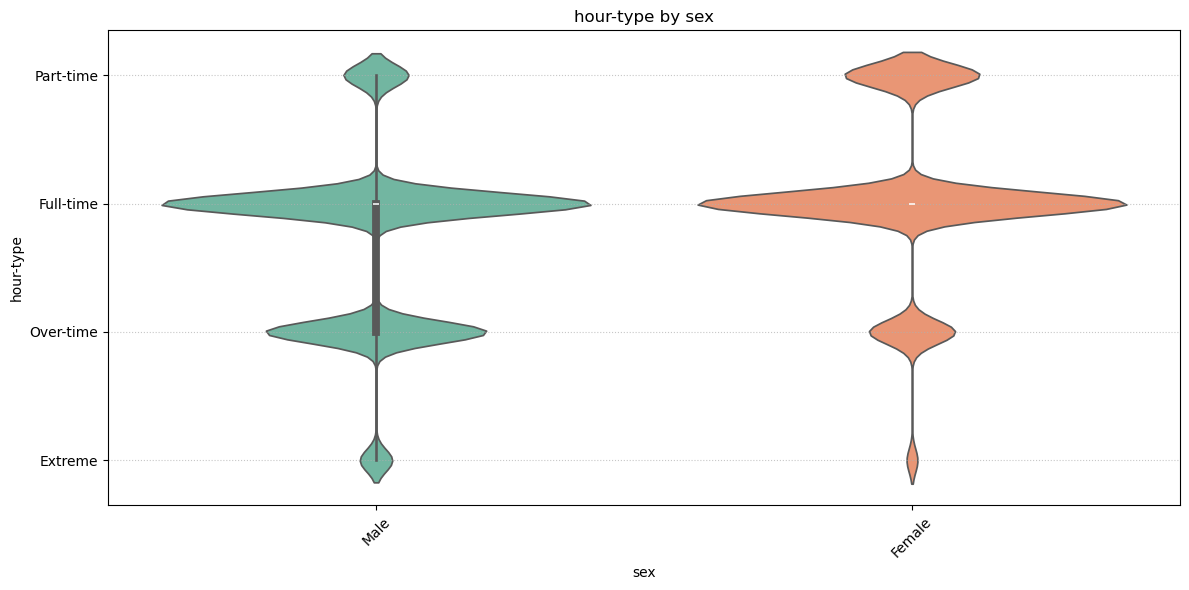 hour-type by sex
Part-time
Full-time
Over-time
Extreme
hour-type
Male
Female
sex